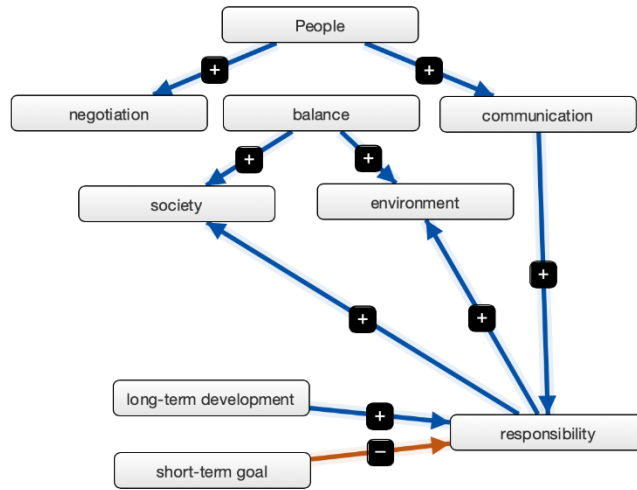 People
+
+
negotiation
balance
communication
+
+
society
environment
+
+
+
long-term development
+
responsibility
short-term goal
−